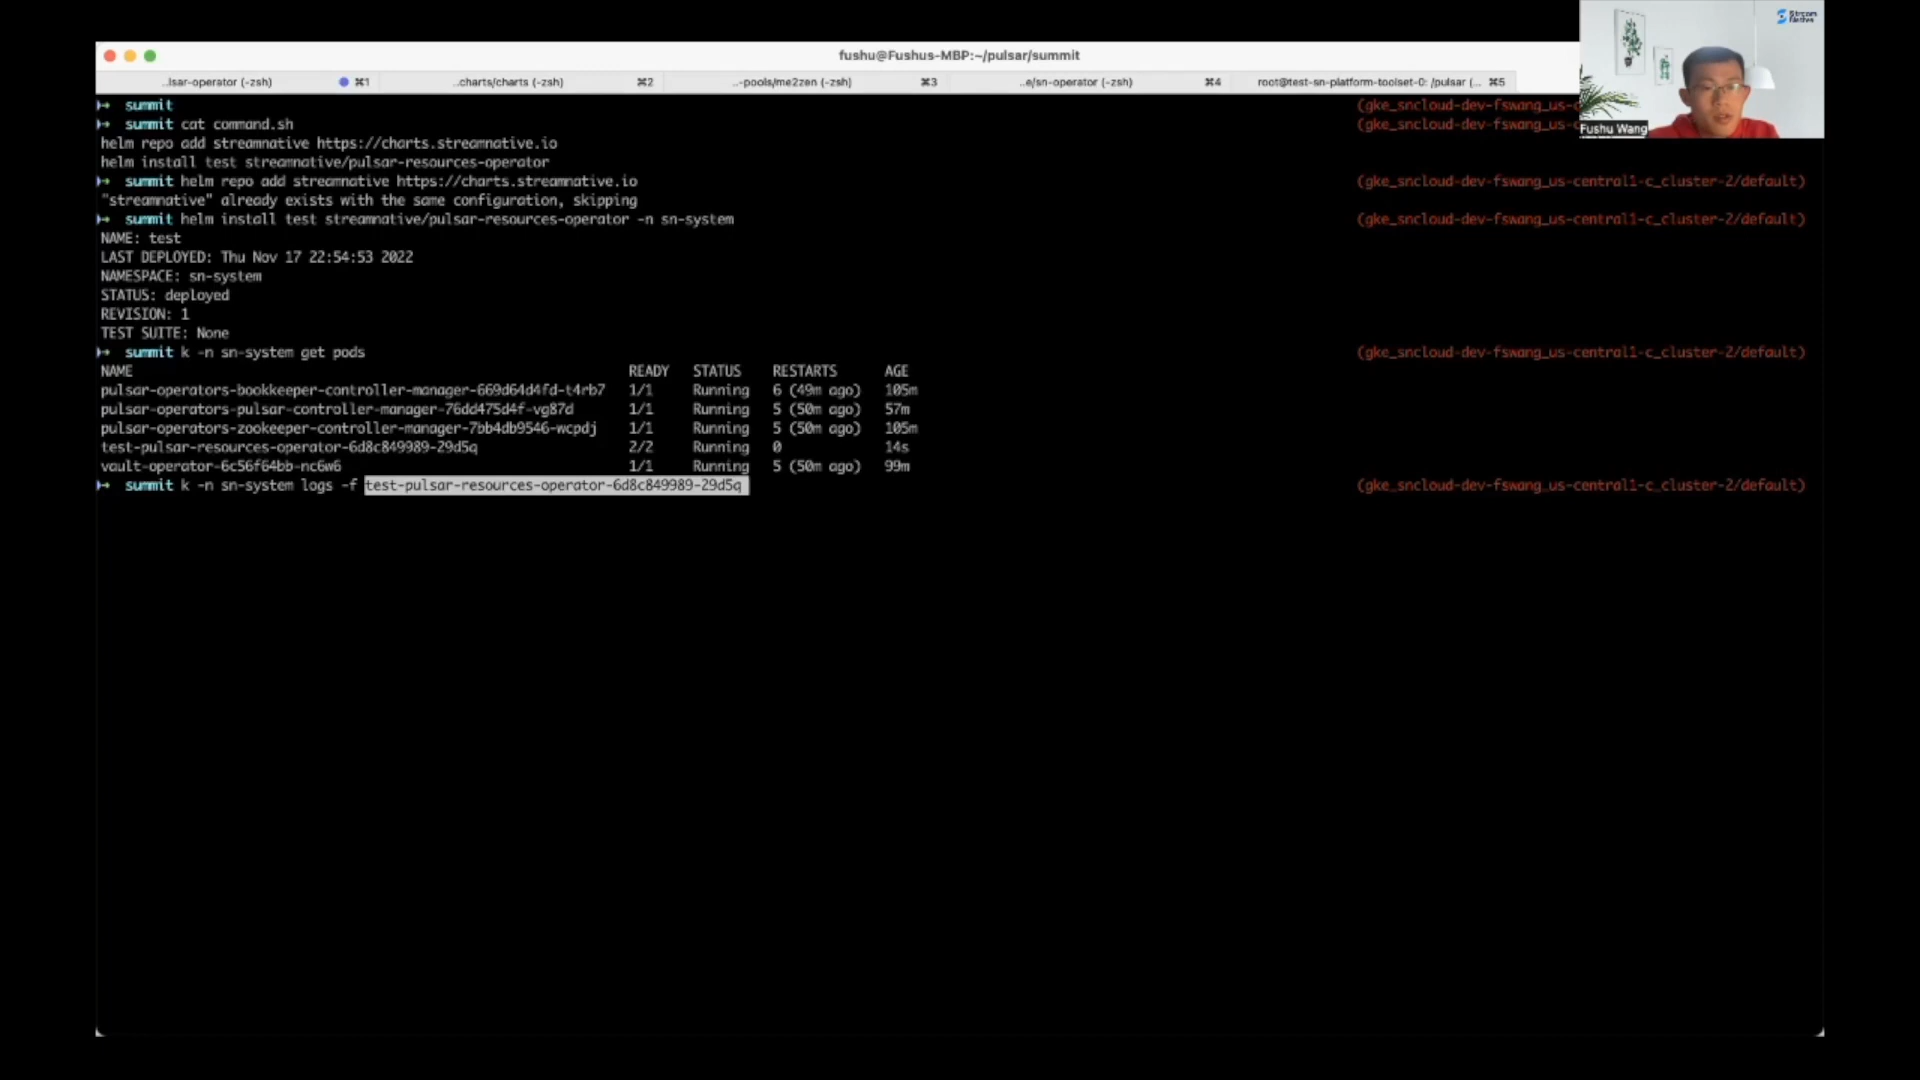 Stream
Native
fushu@Fushus-MBP:~/pulsar/summit
..lsar-operator (-zsh) ⌘1 ..charts/charts (-zsh) ⌘2 ..-pools/me2zen (-zsh) ⌘3 ..e/sn-operator (-zsh) ⌘4 root@test-sn-platform-toolset-0: /pulsar (... ⌘5
Fushu Wang
summit (gke_sncloud-dev-fswang_us-c
summit cat command.sh (gke_sncloud-dev-fswang_us-c
helm repo add streamnative https://charts.streamnative.io
helm install test streamnative/pulsar-resources-operator
summit helm repo add streamnative https://charts.streamnative.io (gke_sncloud-dev-fswang_us-central1-c_cluster-2/default)
"streamnative" already exists with the same configuration, skipping
summit helm install test streamnative/pulsar-resources-operator -n sn-system (gke_sncloud-dev-fswang_us-central1-c_cluster-2/default)
NAME: test
LAST DEPLOYED: Thu Nov 17 22:54:53 2022
NAMESPACE: sn-system
STATUS: deployed
REVISION: 1
TEST SUITE: None
summit k -n sn-system get pods (gke_sncloud-dev-fswang_us-central1-c_cluster-2/default)
NAME READY STATUS RESTARTS AGE
pulsar-operators-bookkeeper-controller-manager-669d64d4fd-t4rb7 1/1 Running 6 (49m ago) 105m
pulsar-operators-pulsar-controller-manager-76dd475d4f-vg87d 1/1 Running 5 (50m ago) 57m
pulsar-operators-zookeeper-controller-manager-7bb4db9546-wcpdj 1/1 Running 5 (50m ago) 105m
test-pulsar-resources-operator-6d8c849989-29d5q 2/2 Running 0 14s
vault-operator-6c56f64bb-nc6w6 1/1 Running 5 (50m ago) 99m
summit k -n sn-system logs -f test-pulsar-resources-operator-6d8c849989-29d5q (gke_sncloud-dev-fswang_us-central1-c_cluster-2/default)